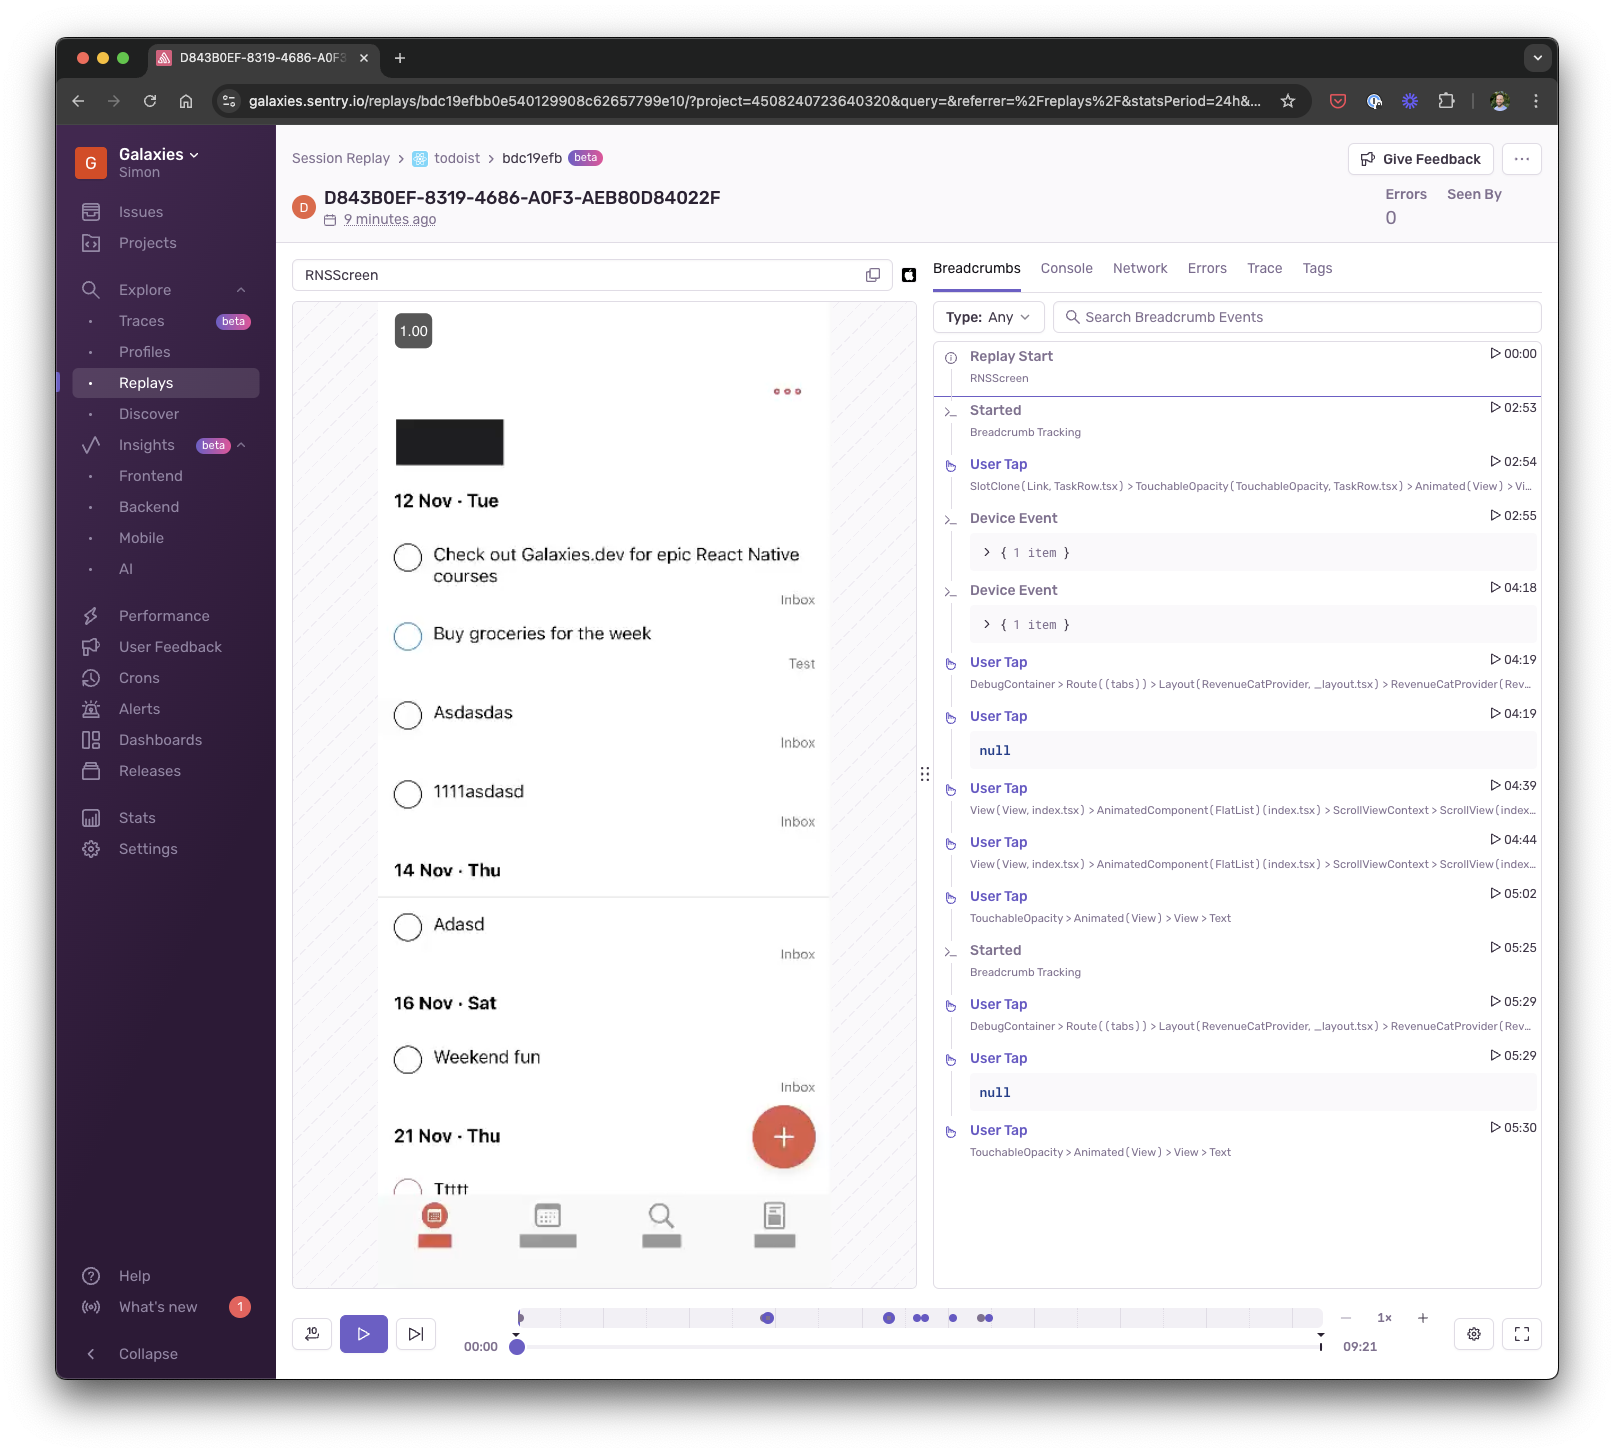 D843B0EF-8319-4686-A0F3
galaxies.sentry.io/replays/bdc19efbb0e540129908c62657799e10/?project=4508240723640320&query=&referrer=%2Freplays%2F&statsPeriod=24h&...
G
Galaxies
Simon
Issues
Projects
Explore
Traces beta
Profiles
Replays
Discover
Insights beta
Frontend
Backend
Mobile
AI
Performance
User Feedback
Crons
Alerts
Dashboards
Releases
Stats
Settings
Help
What's new 1
Collapse
Session Replay > todoist > bdc19efb beta
Give Feedback
D
D843B0EF-8319-4686-A0F3-AEB80D84022F
9 minutes ago
Errors Seen By
0
RNSScreen
1.00
12 Nov · Tue
Check out Galaxies.dev for epic React Native
courses
Inbox
Buy groceries for the week
Test
Asdasdas
Inbox
1111asdasd
Inbox
14 Nov · Thu
Adasd
Inbox
16 Nov · Sat
Weekend fun
Inbox
21 Nov · Thu
Ttttt
Breadcrumbs Console Network Errors Trace Tags
Type: Any
Search Breadcrumb Events
Replay Start 00:00
RNSScreen
Started 02:53
Breadcrumb Tracking
User Tap 02:54
SlotClone(Link, TaskRow.tsx) > TouchableOpacity(TouchableOpacity, TaskRow.tsx) > Animated(View) > Vi...
Device Event 02:55
> { 1 item }
Device Event 04:18
> { 1 item }
User Tap 04:19
DebugContainer > Route((tabs)) > Layout(RevenueCatProvider, _layout.tsx) > RevenueCatProvider(Rev...
User Tap 04:19
null
User Tap 04:39
View(View, index.tsx) > AnimatedComponent(FlatList)(index.tsx) > ScrollViewContext > ScrollView(index...
User Tap 04:44
View(View, index.tsx) > AnimatedComponent(FlatList)(index.tsx) > ScrollViewContext > ScrollView(index...
User Tap 05:02
TouchableOpacity > Animated(View) > View > Text
Started 05:25
Breadcrumb Tracking
User Tap 05:29
DebugContainer > Route((tabs)) > Layout(RevenueCatProvider, _layout.tsx) > RevenueCatProvider(Rev...
User Tap 05:29
null
User Tap 05:30
TouchableOpacity > Animated(View) > View > Text
10
00:00
09:21
1×